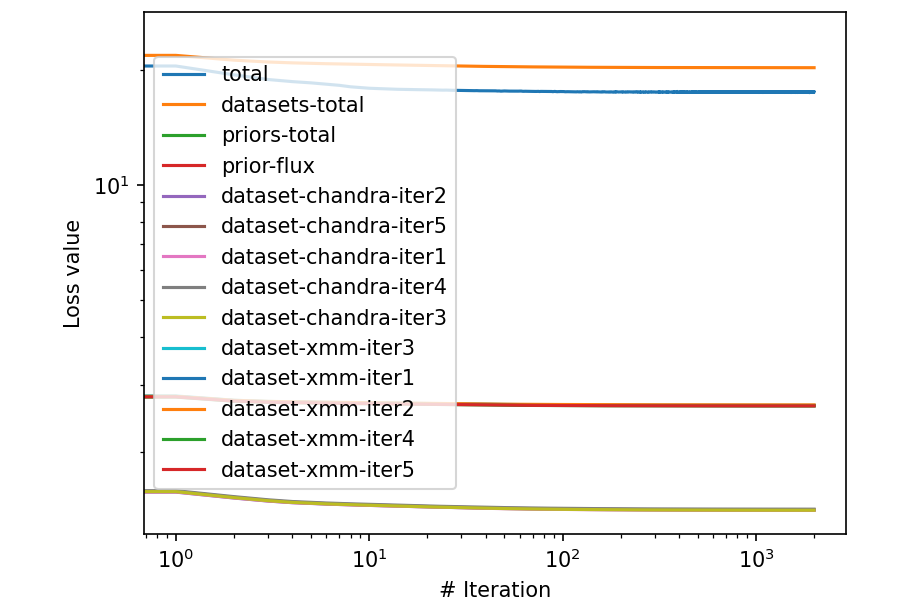 total
datasets-total
priors-total
prior-flux
dataset-chandra-iter2
dataset-chandra-iter5
dataset-chandra-iter1
dataset-chandra-iter4
dataset-chandra-iter3
dataset-xmm-iter3
dataset-xmm-iter1
dataset-xmm-iter2
dataset-xmm-iter4
dataset-xmm-iter5
10¹
Loss value
10⁰ 10¹ 10² 10³
# Iteration